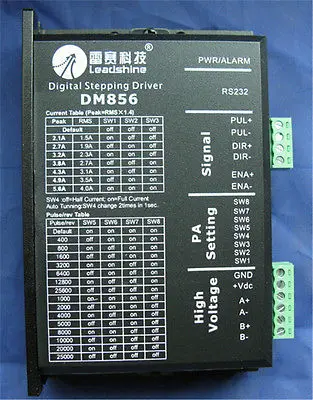 雷赛科技®
Leadshine
PWR/ALARM
RS232
Digital Stepping Driver
DM856
Current Table (Peak=RMS×1.4)
Peak RMS SW1 SW2 SW3
Default off off off
2.1A 1.5A on off off
2.7A 1.9A off on off
3.2A 2.3A on on off
3.8A 2.7A off off on
4.3A 3.1A on off on
4.9A 3.5A off on on
5.6A 4.0A on on on
SW4 off=Half Current; on=Full Current
Auto Tunning:SW4 change 2times in 1sec.
Pulse/rev Table
Pulse/rev SW5 SW6 SW7 SW8
Default on on on on
400 off on on on
800 on off on on
1600 off off on on
3200 on on off on
6400 off on off on
12800 on off off on
25600 off off off on
1000 on on on off
2000 off on on off
4000 on off on off
5000 off off on off
8000 on on off off
10000 off on off off
20000 on off off off
25000 off off off off
Signal
PUL+
PUL-
DIR+
DIR-
ENA+
ENA-
PA
Setting
SW8
SW7
SW6
SW5
SW4
SW3
SW2
SW1
High
Voltage
GND
+Vdc
A+
A-
B+
B-